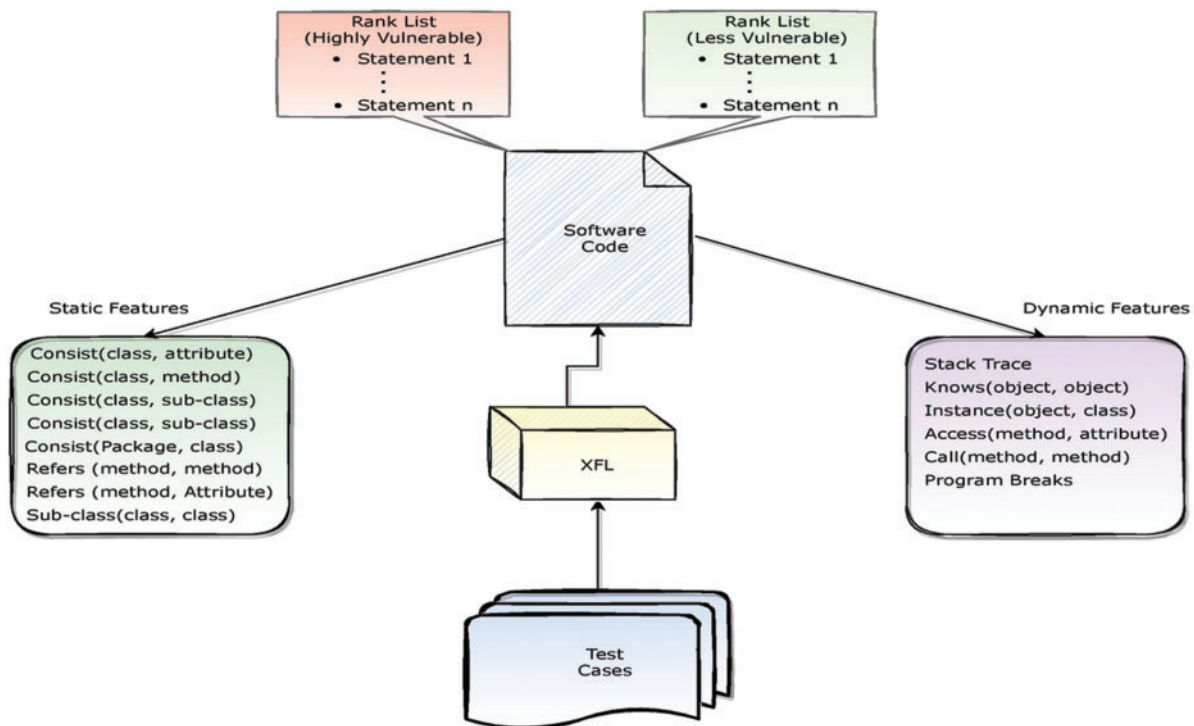 Rank List
(Highly Vulnerable)
• Statement 1
⋮
• Statement n
Rank List
(Less Vulnerable)
• Statement 1
⋮
• Statement n
Software
Code
Static Features
Consist(class, attribute)
Consist(class, method)
Consist(class, sub-class)
Consist(class, sub-class)
Consist(Package, class)
Refers (method, method)
Refers (method, Attribute)
Sub-class(class, class)
Dynamic Features
Stack Trace
Knows(object, object)
Instance(object, class)
Access(method, attribute)
Call(method, method)
Program Breaks
XFL
Test
Cases